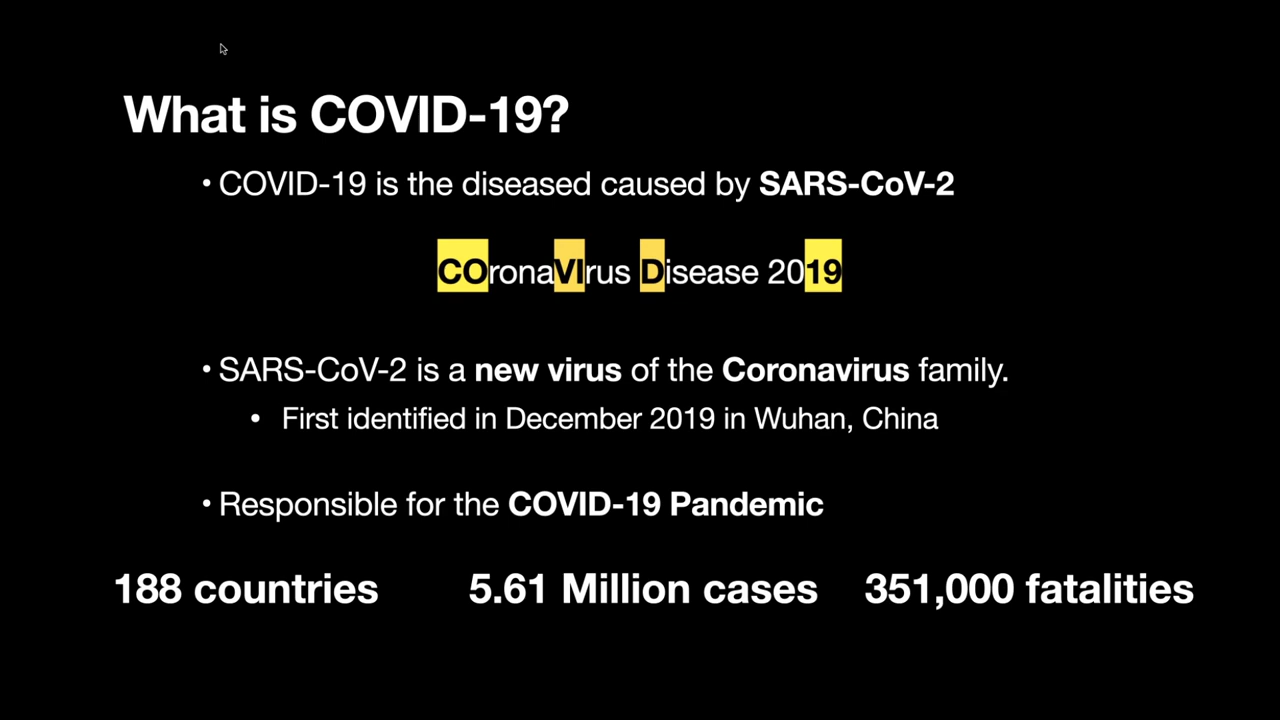 What is COVID-19?
• COVID-19 is the diseased caused by SARS-CoV-2
COronaVIrus Disease 2019
• SARS-CoV-2 is a new virus of the Coronavirus family.
• First identified in December 2019 in Wuhan, China
• Responsible for the COVID-19 Pandemic
188 countries 5.61 Million cases 351,000 fatalities